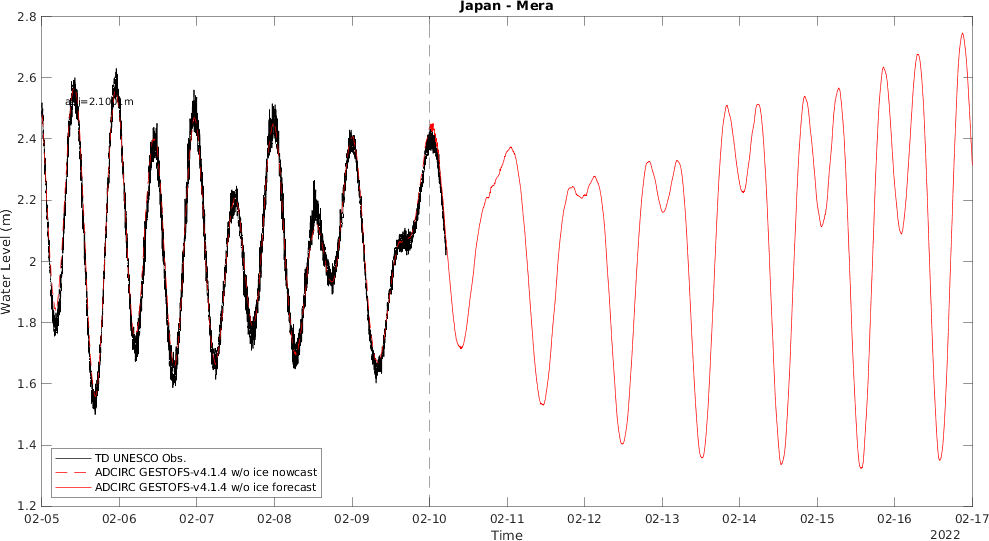 Japan - Mera
2.8
2.6
2.4
2.2
2
1.8
1.6
1.4
1.2
Water Level (m)
TD UNESCO Obs.
ADCIRC GESTOFS-v4.1.4 w/o ice nowcast
ADCIRC GESTOFS-v4.1.4 w/o ice forecast
02-05 02-06 02-07 02-08 02-09 02-10 02-11 02-12 02-13 02-14 02-15 02-16 02-17
Time
2022